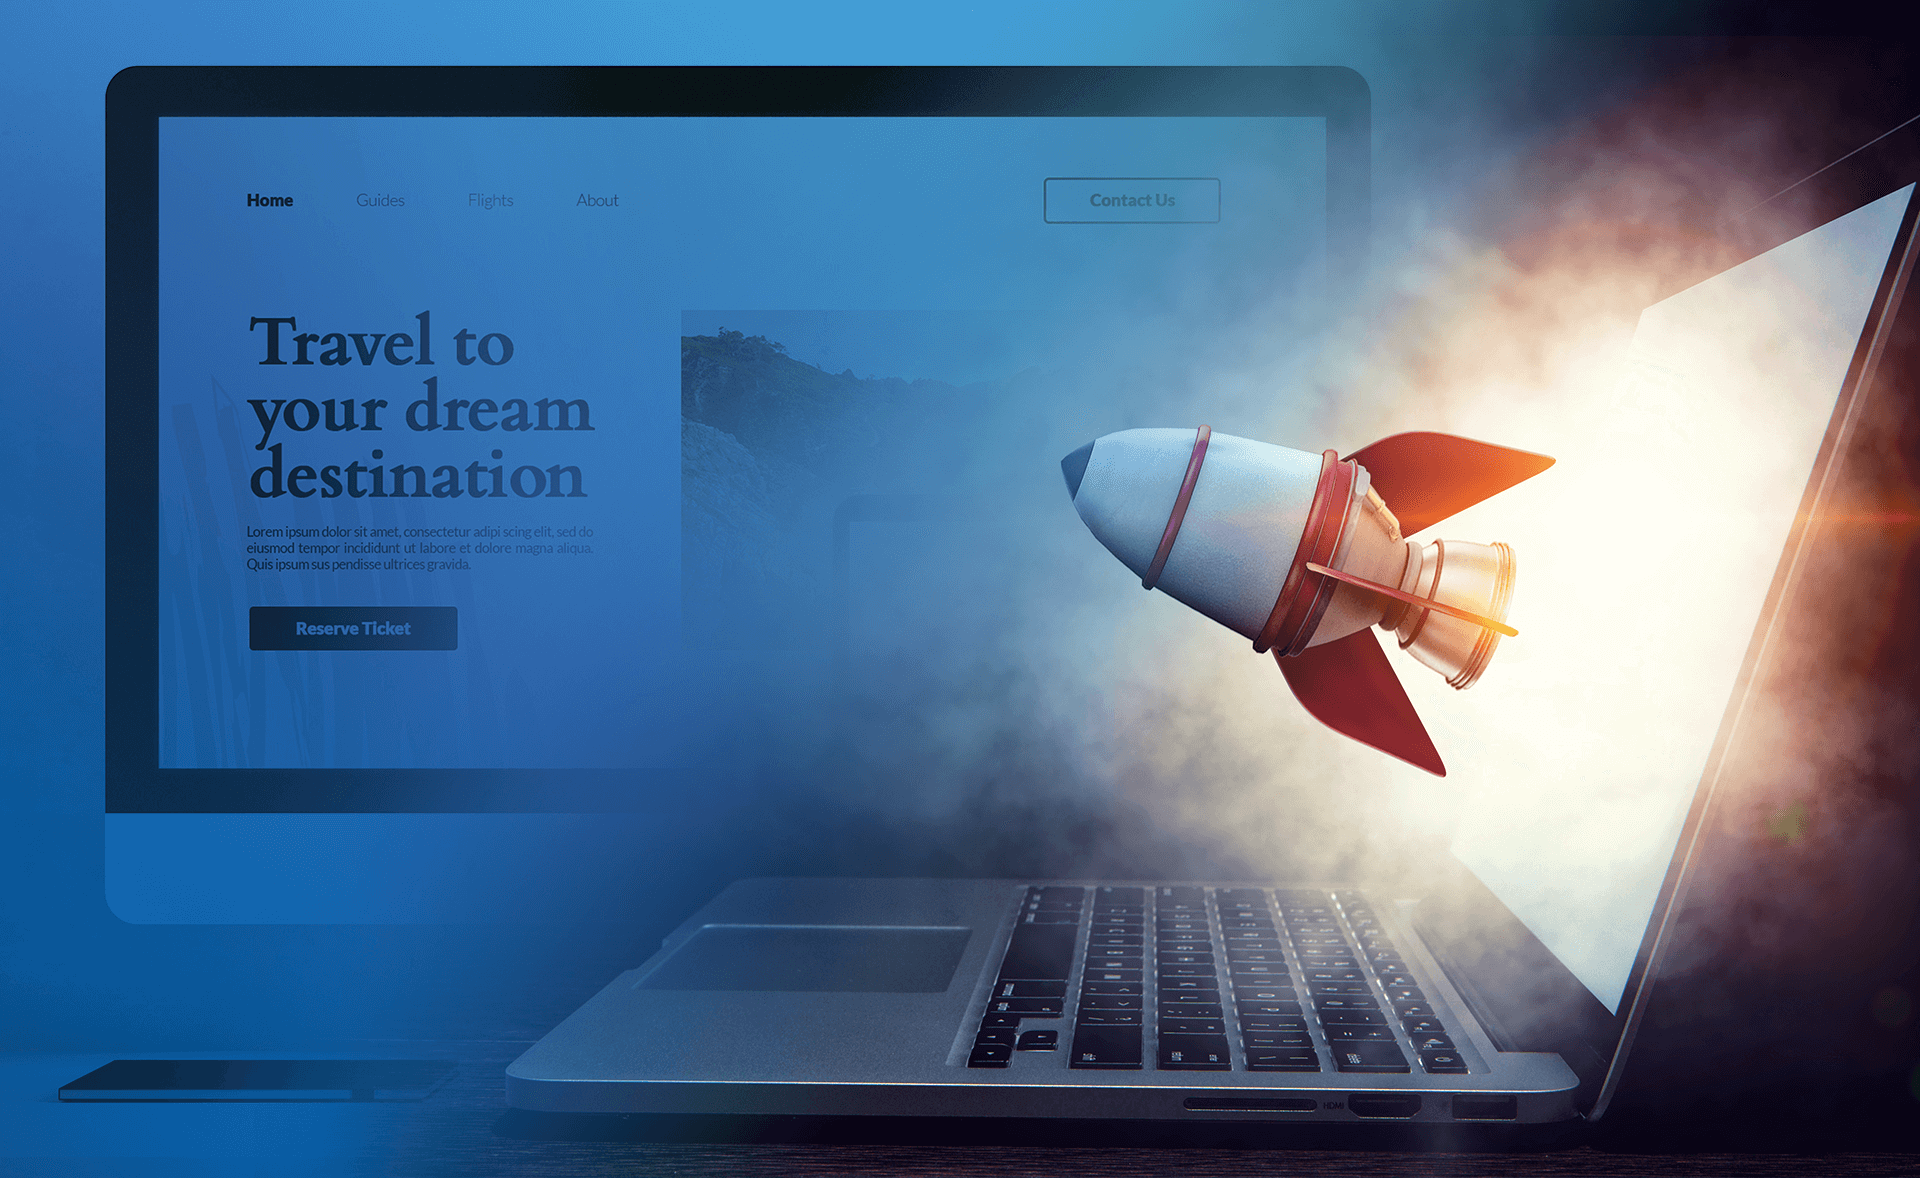 Home Guides Flights About Contact Us
Travel to
your dream
destination
Lorem ipsum dolor sit amet, consectetur adipi scing elit, sed do
eiusmod tempor incididunt ut labore et dolore magna aliqua.
Quis ipsum sus pendisse ultrices gravida.
Reserve Ticket
HDMI